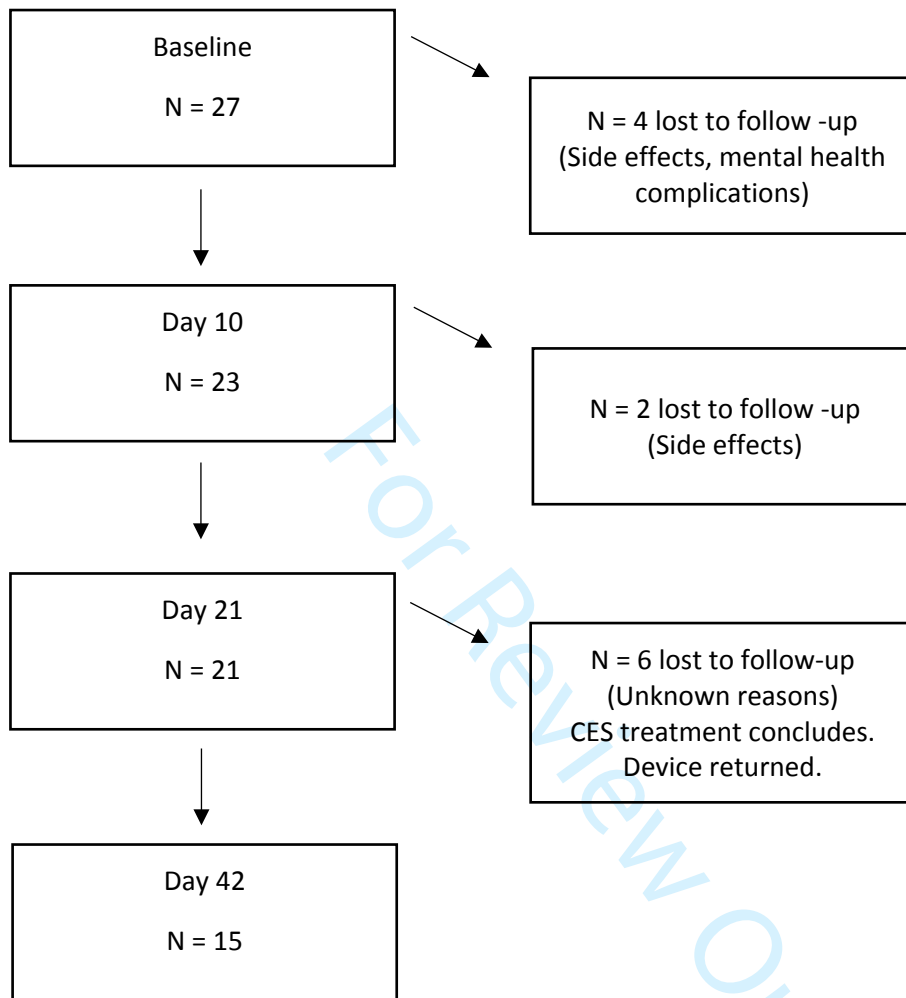 Baseline
N = 27
N = 4 lost to follow -up
(Side effects, mental health
complications)
Day 10
N = 23
N = 2 lost to follow -up
(Side effects)
Day 21
N = 21
N = 6 lost to follow-up
(Unknown reasons)
CES treatment concludes.
Device returned.
Day 42
N = 15
For Review